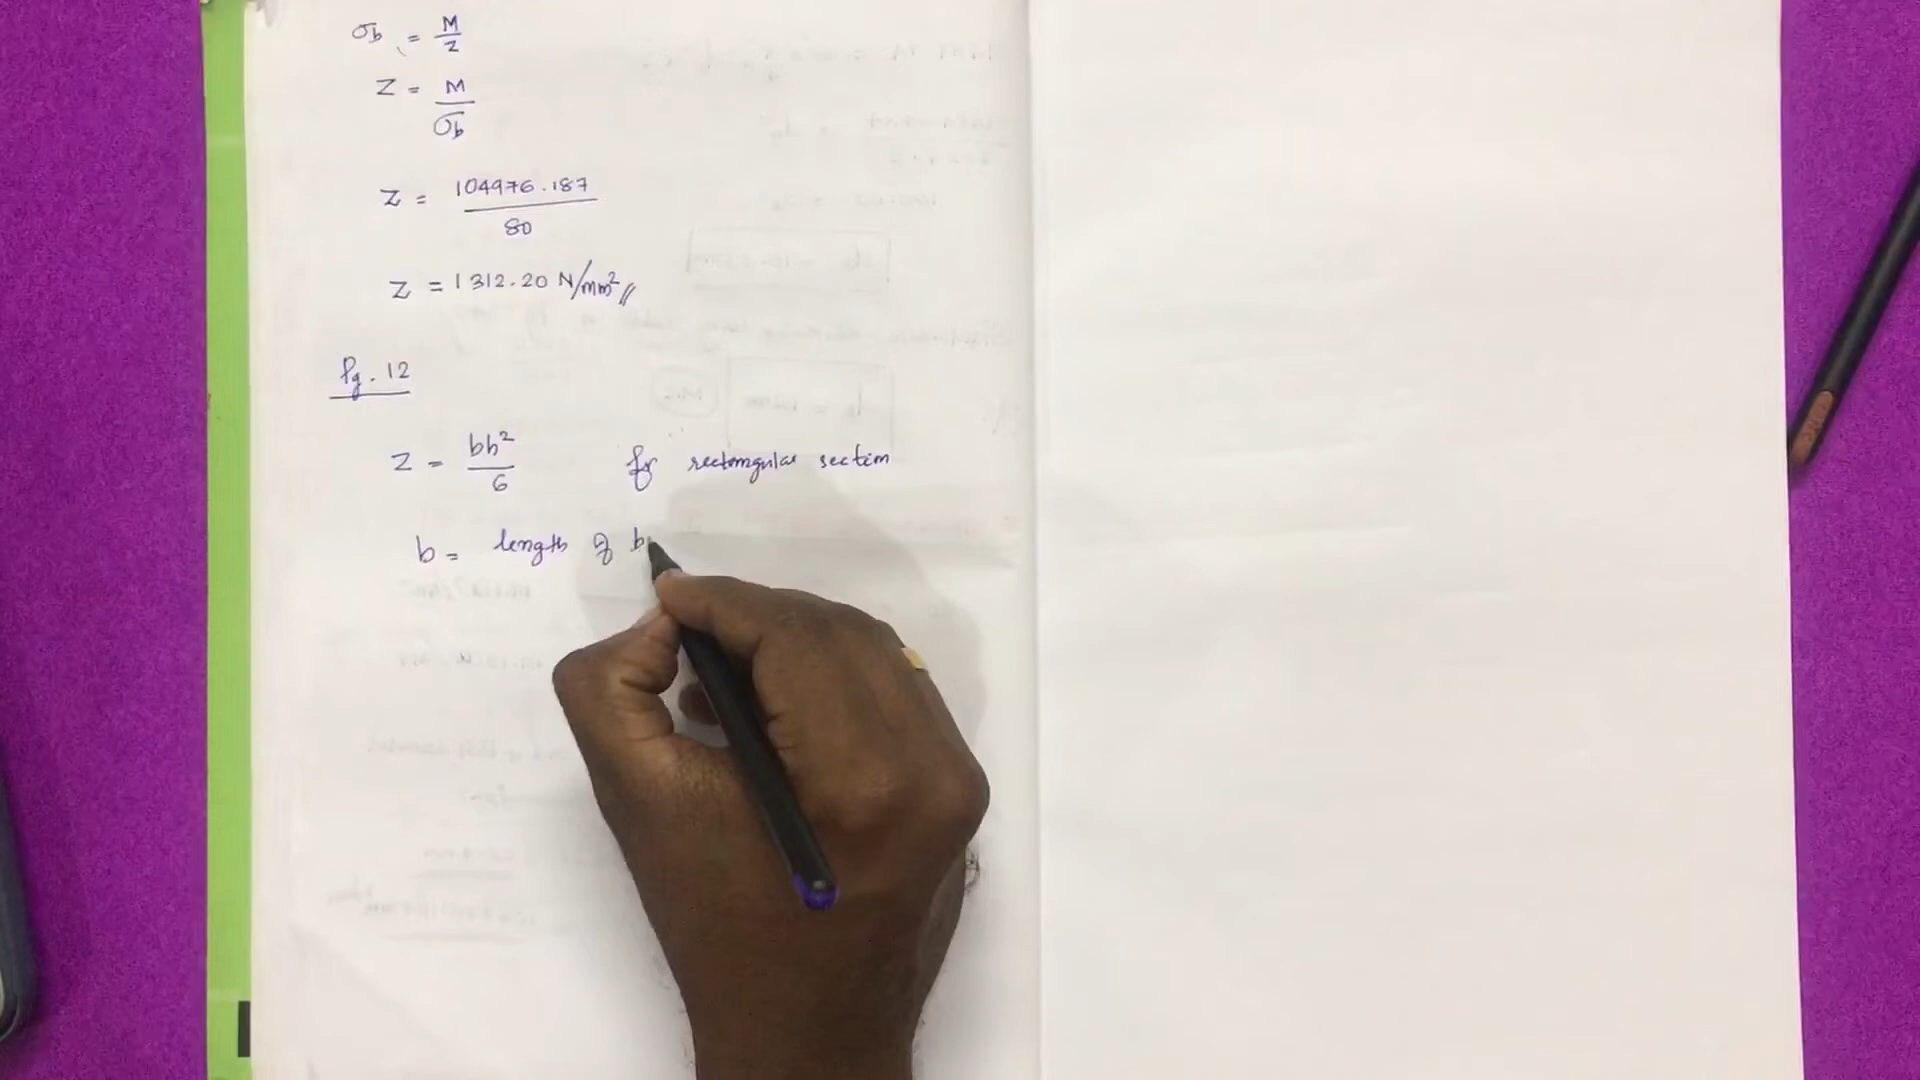 σb = M/Z
Z = M/σb
Z = 104976.187/80
Z = 1312.20 N/mm²
Pg. 12
Z = bh²/6 for rectangular section
b = length of